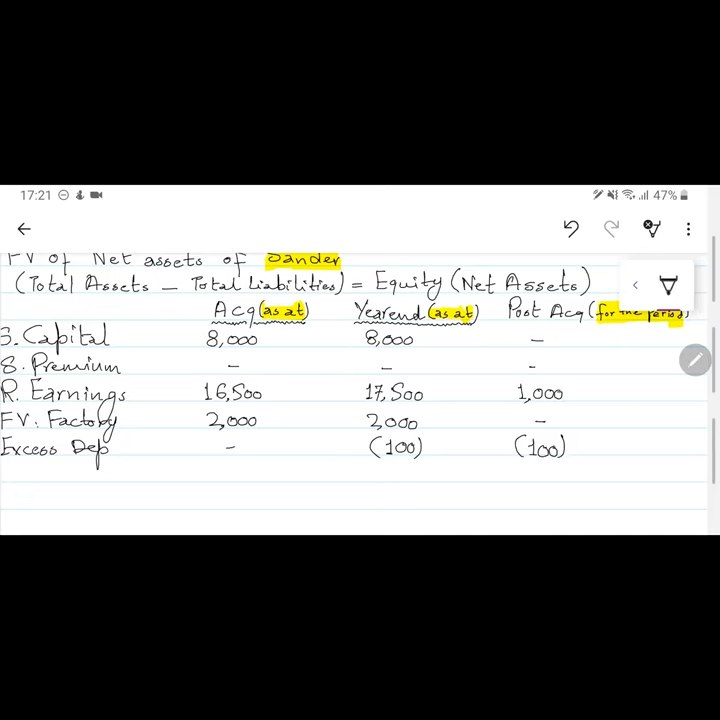 17:21 47%
FV of Net assets of Sander
(Total Assets - Total Liabilities) = Equity (Net Assets)
Acq (as at) Yearend (as at) Post Acq (for the period)
S. Capital 8,000 8,000 -
S. Premium - - -
R. Earnings 16,500 17,500 1,000
FV. Factory 2,000 2,000 -
Excess Dep - (100) (100)